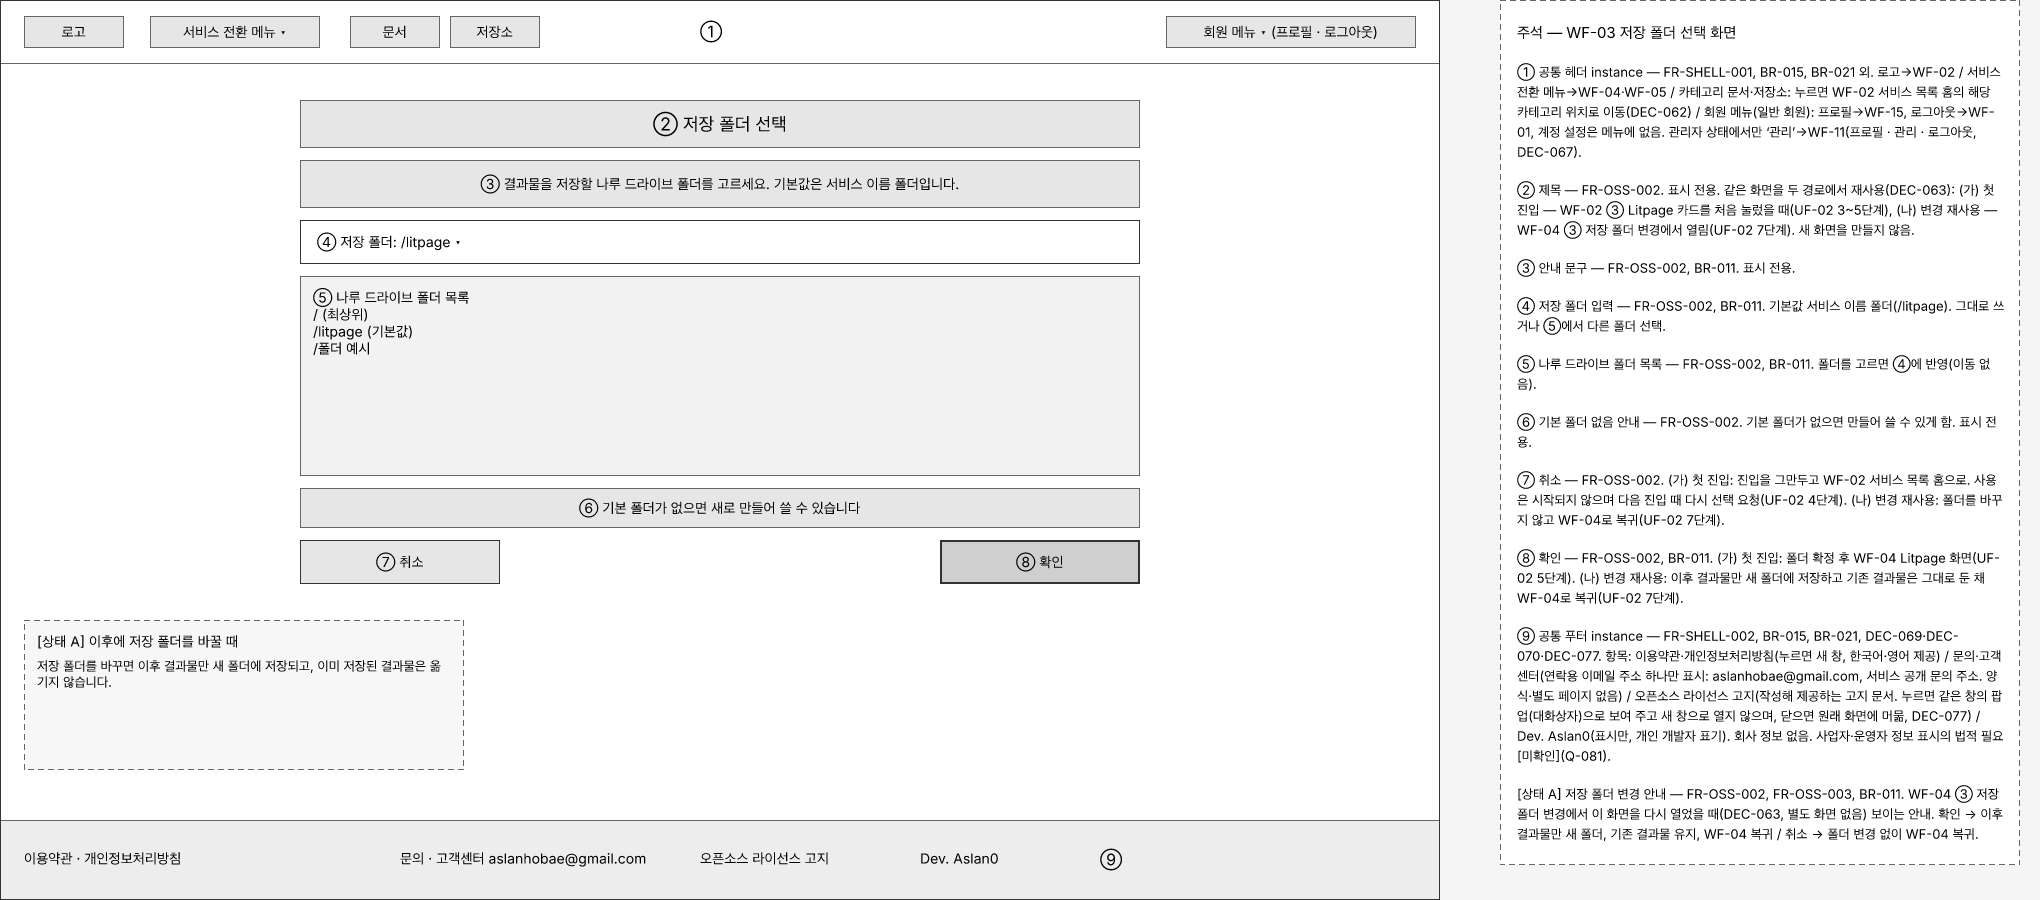 로고
서비스 전환 메뉴 ▾
문서
저장소
①
회원 메뉴 ▾ (프로필 · 로그아웃)
② 저장 폴더 선택
③ 결과물을 저장할 나루 드라이브 폴더를 고르세요. 기본값은 서비스 이름 폴더입니다.
④ 저장 폴더: /litpage ▾
⑤ 나루 드라이브 폴더 목록
/ (최상위)
/litpage (기본값)
/폴더 예시
⑥ 기본 폴더가 없으면 새로 만들어 쓸 수 있습니다
⑦ 취소
⑧ 확인
[상태 A] 이후에 저장 폴더를 바꿀 때
저장 폴더를 바꾸면 이후 결과물만 새 폴더에 저장되고, 이미 저장된 결과물은 옮
기지 않습니다.
이용약관 · 개인정보처리방침
문의 · 고객센터 aslanhobae@gmail.com
오픈소스 라이선스 고지
Dev. Aslan0
⑨
주석 — WF-03 저장 폴더 선택 화면
① 공통 헤더 instance — FR-SHELL-001, BR-015, BR-021 외. 로고→WF-02 / 서비스
전환 메뉴→WF-04·WF-05 / 카테고리 문서·저장소: 누르면 WF-02 서비스 목록 홈의 해당
카테고리 위치로 이동(DEC-062) / 회원 메뉴(일반 회원): 프로필→WF-15, 로그아웃→WF-
01, 계정 설정은 메뉴에 없음. 관리자 상태에서만 ‘관리’→WF-11(프로필 · 관리 · 로그아웃,
DEC-067).
② 제목 — FR-OSS-002. 표시 전용. 같은 화면을 두 경로에서 재사용(DEC-063): (가) 첫
진입 — WF-02 ③ Litpage 카드를 처음 눌렀을 때(UF-02 3~5단계), (나) 변경 재사용 —
WF-04 ③ 저장 폴더 변경에서 열림(UF-02 7단계). 새 화면을 만들지 않음.
③ 안내 문구 — FR-OSS-002, BR-011. 표시 전용.
④ 저장 폴더 입력 — FR-OSS-002, BR-011. 기본값 서비스 이름 폴더(/litpage). 그대로 쓰
거나 ⑤에서 다른 폴더 선택.
⑤ 나루 드라이브 폴더 목록 — FR-OSS-002, BR-011. 폴더를 고르면 ④에 반영(이동 없
음).
⑥ 기본 폴더 없음 안내 — FR-OSS-002. 기본 폴더가 없으면 만들어 쓸 수 있게 함. 표시 전
용.
⑦ 취소 — FR-OSS-002. (가) 첫 진입: 진입을 그만두고 WF-02 서비스 목록 홈으로. 사용
은 시작되지 않으며 다음 진입 때 다시 선택 요청(UF-02 4단계). (나) 변경 재사용: 폴더를 바꾸
지 않고 WF-04로 복귀(UF-02 7단계).
⑧ 확인 — FR-OSS-002, BR-011. (가) 첫 진입: 폴더 확정 후 WF-04 Litpage 화면(UF-
02 5단계). (나) 변경 재사용: 이후 결과물만 새 폴더에 저장하고 기존 결과물은 그대로 둔 채
WF-04로 복귀(UF-02 7단계).
⑨ 공통 푸터 instance — FR-SHELL-002, BR-015, BR-021, DEC-069·DEC-
070·DEC-077. 항목: 이용약관·개인정보처리방침(누르면 새 창, 한국어·영어 제공) / 문의·고객
센터(연락용 이메일 주소 하나만 표시: aslanhobae@gmail.com, 서비스 공개 문의 주소. 양
식·별도 페이지 없음) / 오픈소스 라이선스 고지(작성해 제공하는 고지 문서. 누르면 같은 창의 팝
업(대화상자)으로 보여 주고 새 창으로 열지 않으며, 닫으면 원래 화면에 머묾, DEC-077) /
Dev. Aslan0(표시만, 개인 개발자 표기). 회사 정보 없음. 사업자·운영자 정보 표시의 법적 필요
[미확인](Q-081).
[상태 A] 저장 폴더 변경 안내 — FR-OSS-002, FR-OSS-003, BR-011. WF-04 ③ 저장
폴더 변경에서 이 화면을 다시 열었을 때(DEC-063, 별도 화면 없음) 보이는 안내. 확인 → 이후
결과물만 새 폴더, 기존 결과물 유지, WF-04 복귀 / 취소 → 폴더 변경 없이 WF-04 복귀.